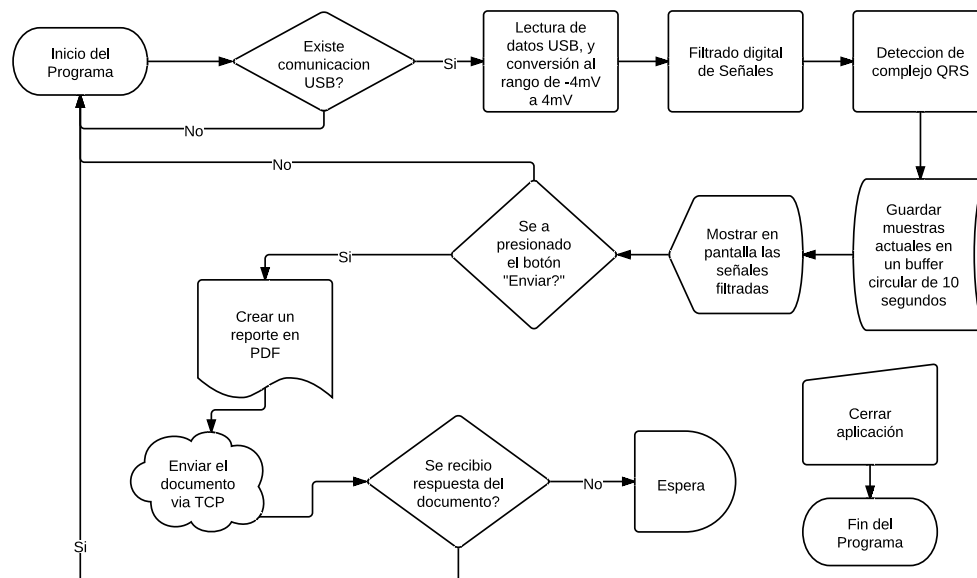 Inicio del
Programa
Existe
comunicacion
USB?
Si
Lectura de
datos USB, y
conversión al
rango de -4mV
a 4mV
Filtrado digital
de Señales
Deteccion de
complejo QRS
No
No
Guardar
muestras
actuales en
un buffer
circular de 10
segundos
Mostrar en
pantalla las
señales
filtradas
Se a
presionado
el botón
"Enviar?"
Si
Crear un
reporte en
PDF
Enviar el
documento
via TCP
Se recibio
respuesta del
documento?
No
Espera
Si
Cerrar
aplicación
Fin del
Programa